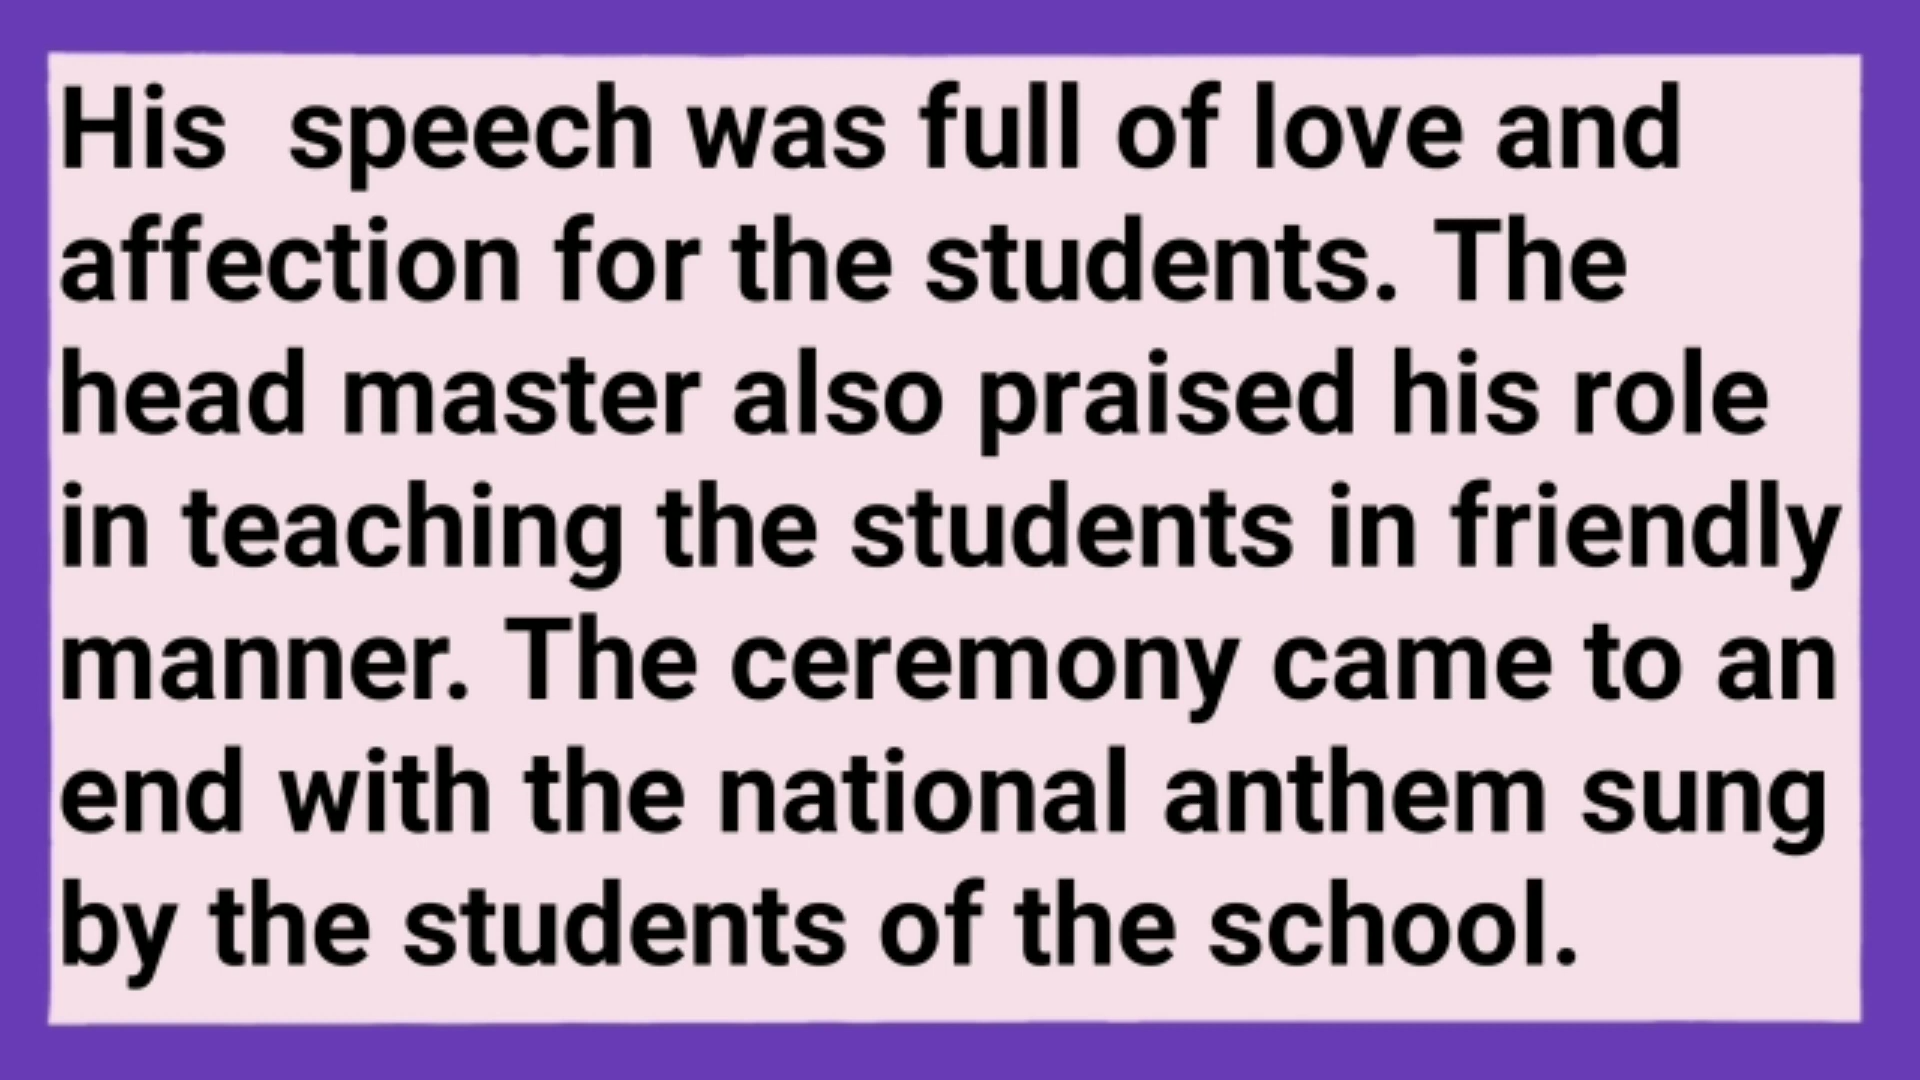 His  speech was full of love and
affection for the students. The
head master also praised his role
in teaching the students in friendly
manner. The ceremony came to an
end with the national anthem sung
by the students of the school.